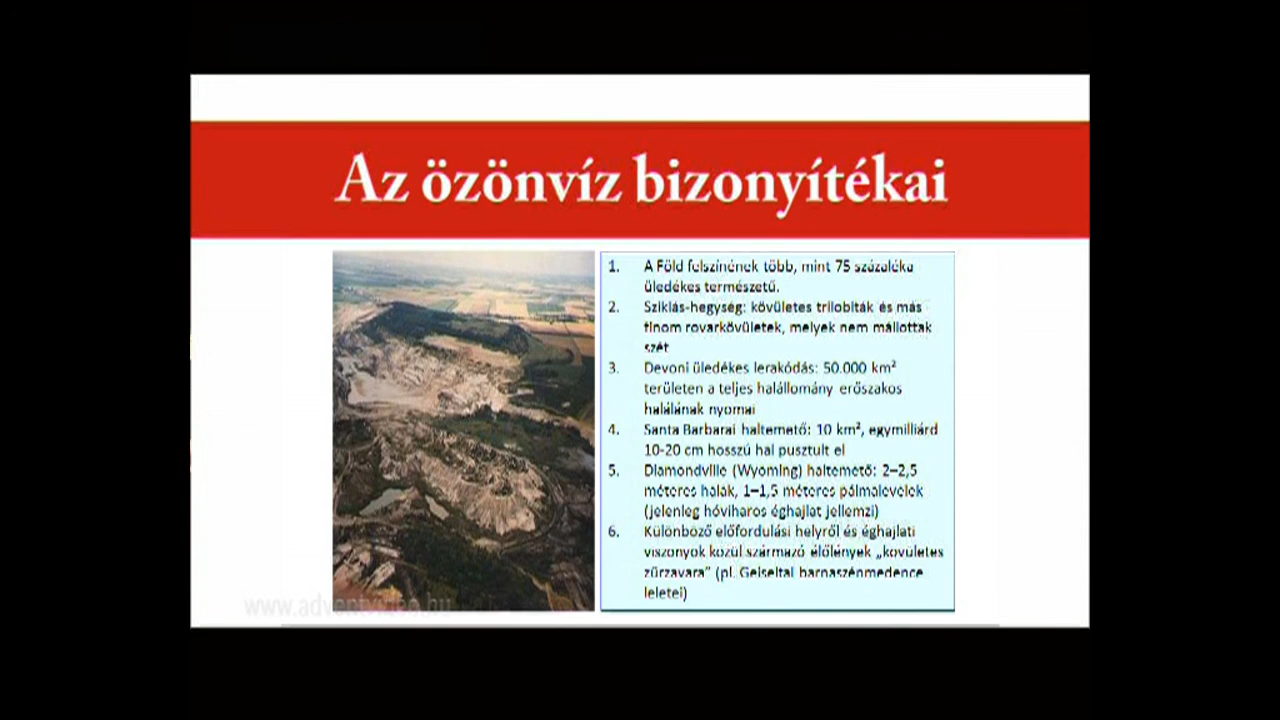 Az özönvíz bizonyítékai
1. A Föld felszínének több, mint 75 százaléka
üledékes természetű.
2. Sziklás-hegység: kövületes trilobiták és más
finom rovarkövületek, melyek nem mállottak
szét
3. Devoni üledékes lerakódás: 50.000 km²
területen a teljes halállomány erőszakos
halálának nyomai
4. Santa Barbarai haltemető: 10 km², egymilliárd
10-20 cm hosszú hal pusztult el
5. Diamondville (Wyoming) haltemető: 2–2,5
méteres halak, 1–1,5 méteres pálmalevelek
(jelenleg hóviharos éghajlat jellemzi)
6. Különböző előfordulási helyről és éghajlati
viszonyok közül származó élőlények „kövületes
zűrzavara” (pl. Geiseltal barnaszénmedence
leletei)
www.adventvideo.hu